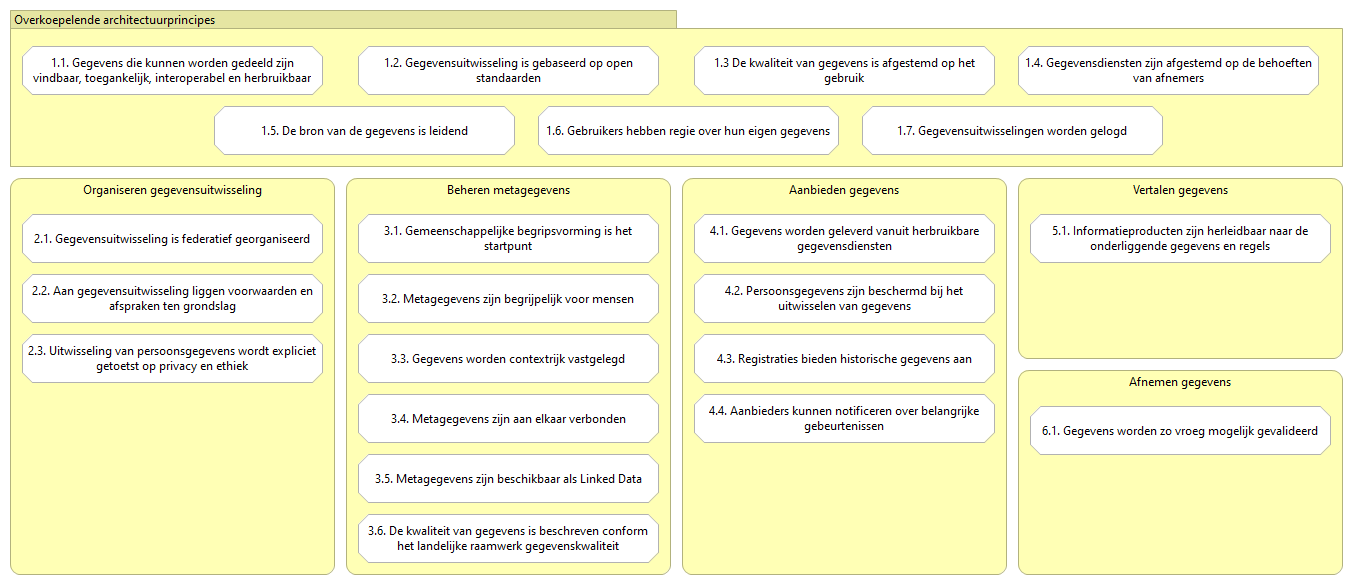 Overkoepelende architectuurprincipes
1.1. Gegevens die kunnen worden gedeeld zijn
vindbaar, toegankelijk, interoperabel en herbruikbaar
1.2. Gegevensuitwisseling is gebaseerd op open
standaarden
1.3 De kwaliteit van gegevens is afgestemd op het
gebruik
1.4. Gegevensdiensten zijn afgestemd op de behoeften
van afnemers
1.5. De bron van de gegevens is leidend
1.6. Gebruikers hebben regie over hun eigen gegevens
1.7. Gegevensuitwisselingen worden gelogd
Organiseren gegevensuitwisseling
2.1. Gegevensuitwisseling is federatief georganiseerd
2.2. Aan gegevensuitwisseling liggen voorwaarden en
afspraken ten grondslag
2.3. Uitwisseling van persoonsgegevens wordt expliciet
getoetst op privacy en ethiek
Beheren metagegevens
3.1. Gemeenschappelijke begripsvorming is het
startpunt
3.2. Metagegevens zijn begrijpelijk voor mensen
3.3. Gegevens worden contextrijk vastgelegd
3.4. Metagegevens zijn aan elkaar verbonden
3.5. Metagegevens zijn beschikbaar als Linked Data
3.6. De kwaliteit van gegevens is beschreven conform
het landelijke raamwerk gegevenskwaliteit
Aanbieden gegevens
4.1. Gegevens worden geleverd vanuit herbruikbare
gegevensdiensten
4.2. Persoonsgegevens zijn beschermd bij het
uitwisselen van gegevens
4.3. Registraties bieden historische gegevens aan
4.4. Aanbieders kunnen notificeren over belangrijke
gebeurtenissen
Vertalen gegevens
5.1. Informatieproducten zijn herleidbaar naar de
onderliggende gegevens en regels
Afnemen gegevens
6.1. Gegevens worden zo vroeg mogelijk gevalideerd